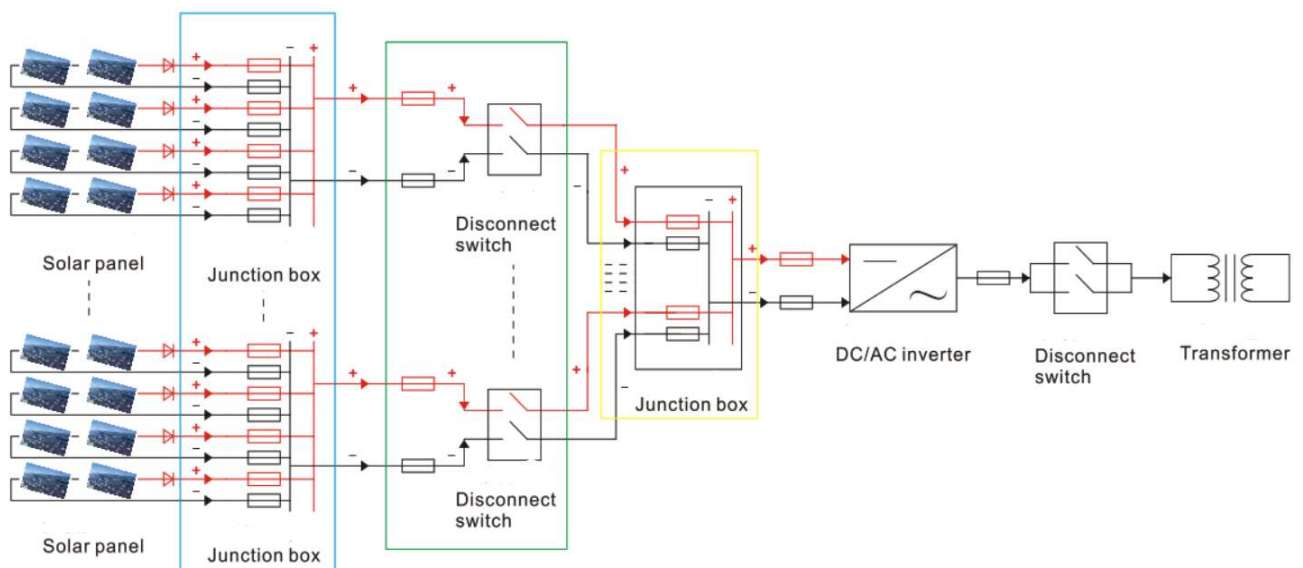 Solar panel
Junction box
Disconnect
switch
Junction box
DC/AC inverter
Disconnect
switch
Transformer
Solar panel
Junction box
Disconnect
switch